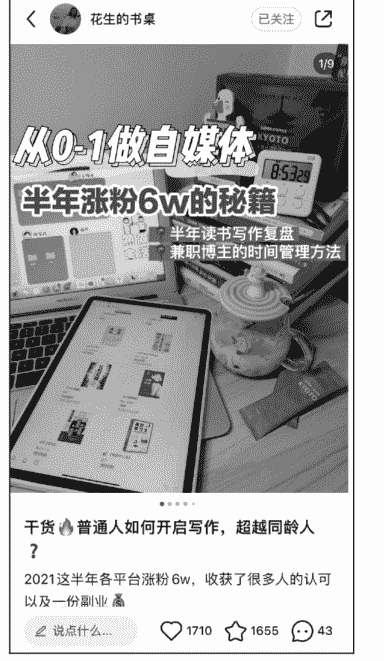 花生的书桌
已关注
1/9
KYOTO
从0-1做自媒体
8:53 29
半年涨粉6w的秘籍
半年读书写作复盘
兼职博主的时间管理方法
KYOTO
干货🔥普通人如何开启写作，超越同龄人
？
2021这半年各平台涨粉6w，收获了很多人的认可
以及一份副业💰
说点什么...
1710
1655
43